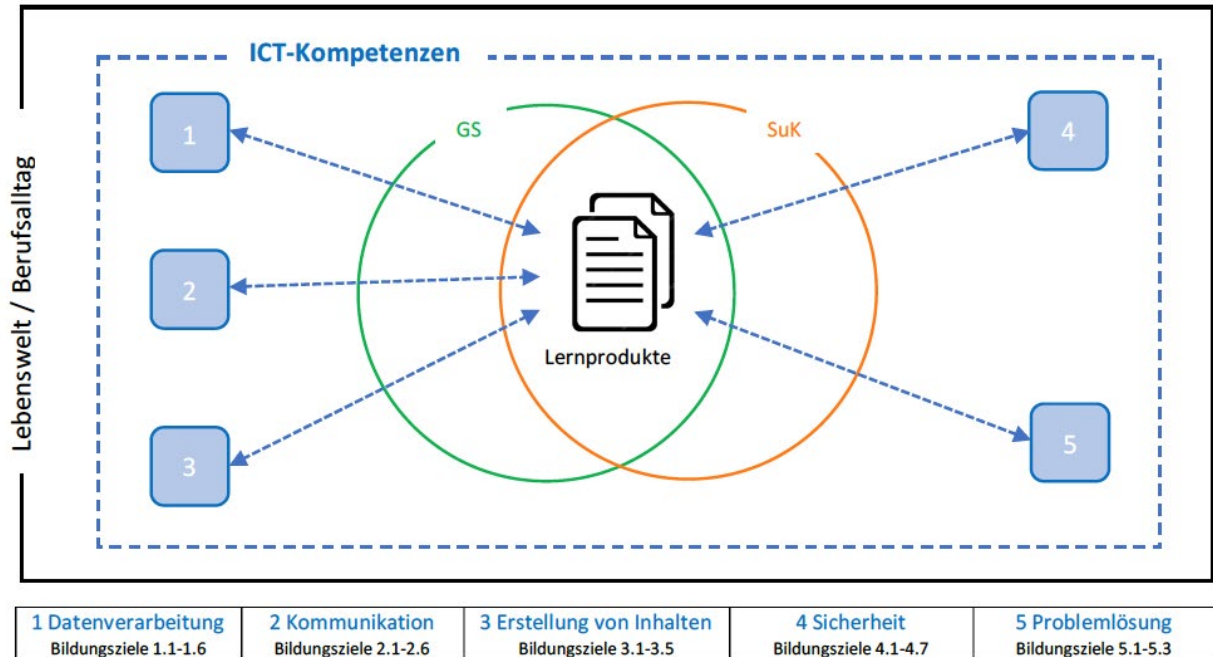 ICT-Kompetenzen
Lebenswelt / Berufsalltag
GS
SuK
1
2
3
4
5
Lernprodukte
1 Datenverarbeitung
Bildungsziele 1.1-1.6
2 Kommunikation
Bildungsziele 2.1-2.6
3 Erstellung von Inhalten
Bildungsziele 3.1-3.5
4 Sicherheit
Bildungsziele 4.1-4.7
5 Problemlösung
Bildungsziele 5.1-5.3